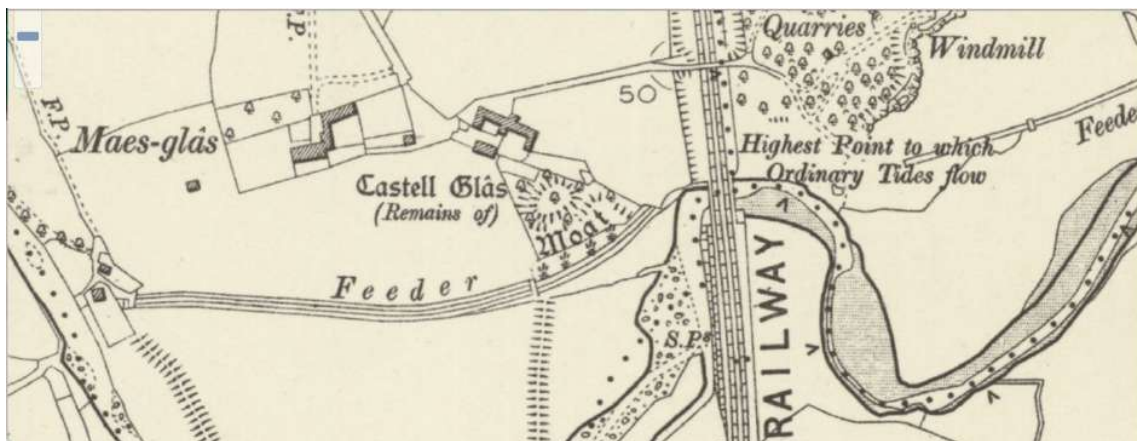 P.P.
Quarries
Windmill
50
F.P.
Maes-glâs
Highest Point to which
Ordinary Tides flow
Feede
Castell Glâs
(Remains of)
Moat
Feeder
S.Ps
RAILWAY